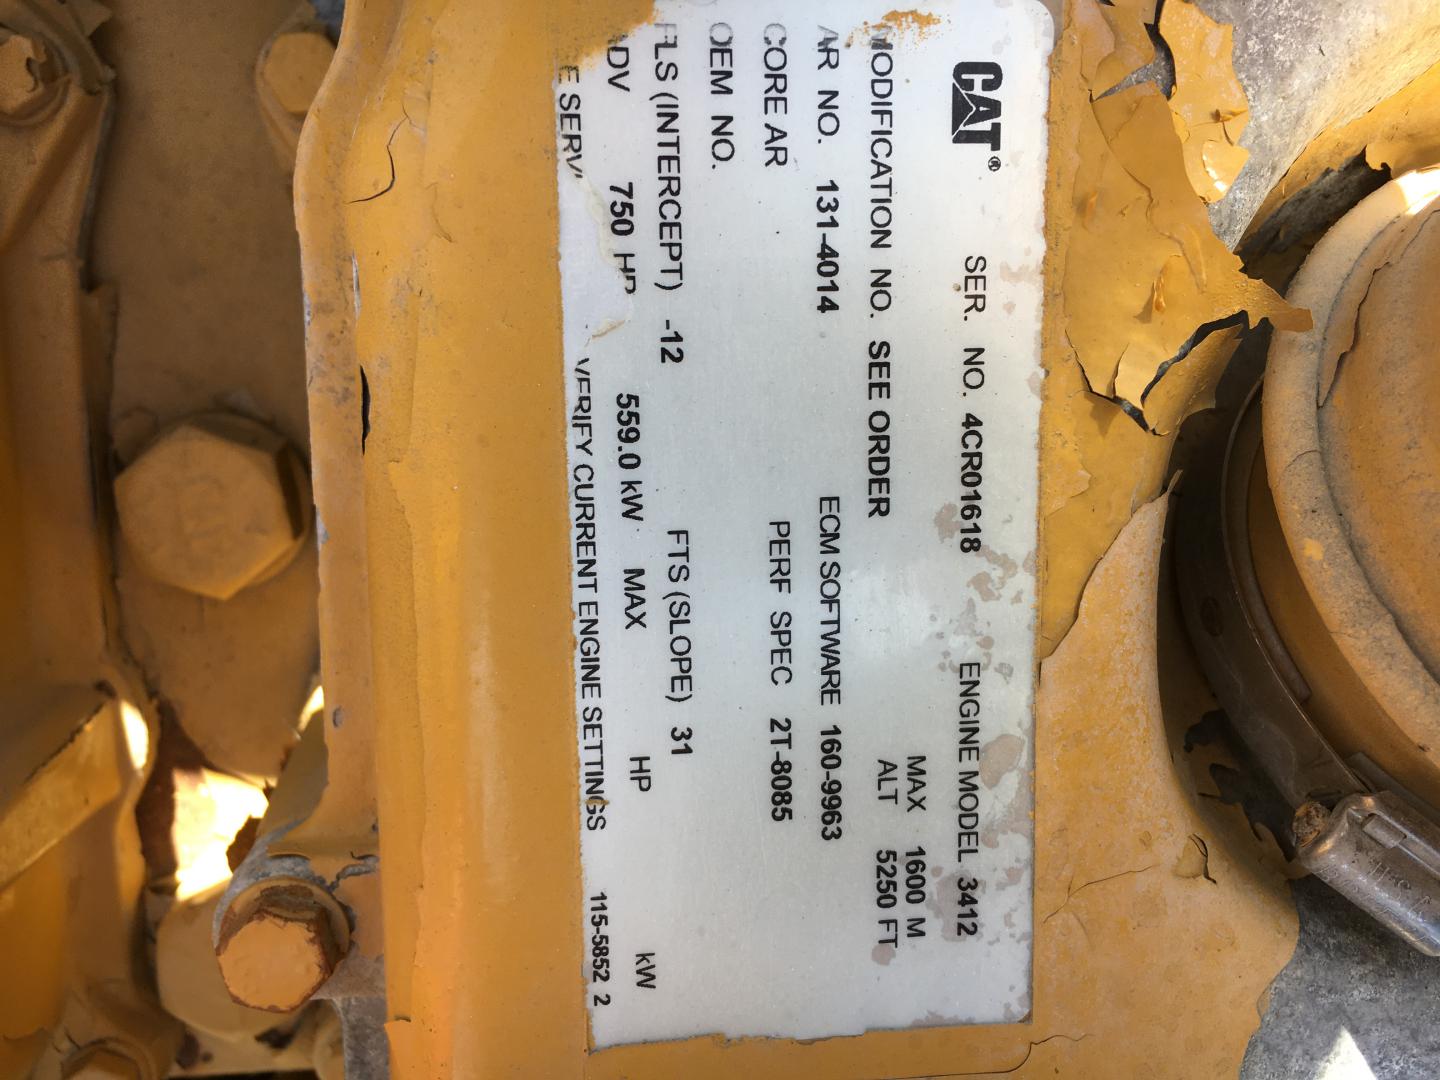 CAT® SER. NO. 4CR01618 ENGINE MODEL 3412
MAX 1600 M
ALT 5250 FT
MODIFICATION NO. SEE ORDER
AR NO. 131-4014 ECM SOFTWARE 160-9963
CORE AR PERF SPEC 2T-8085
OEM NO.
FLS (INTERCEPT) -12 FTS (SLOPE) 31
ADV 750 HP 559.0 kW MAX HP kW
VERIFY CURRENT ENGINE SETTINGS 115-5852 2